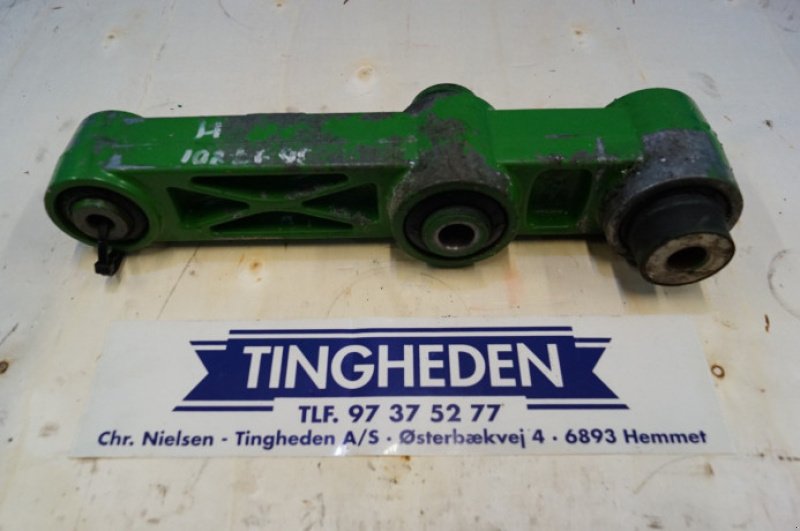 H
TINGHEDEN
TLF. 97 37 52 77
Chr. Nielsen - Tingheden A/S · Østerbækvej 4 · 6893 Hemmet